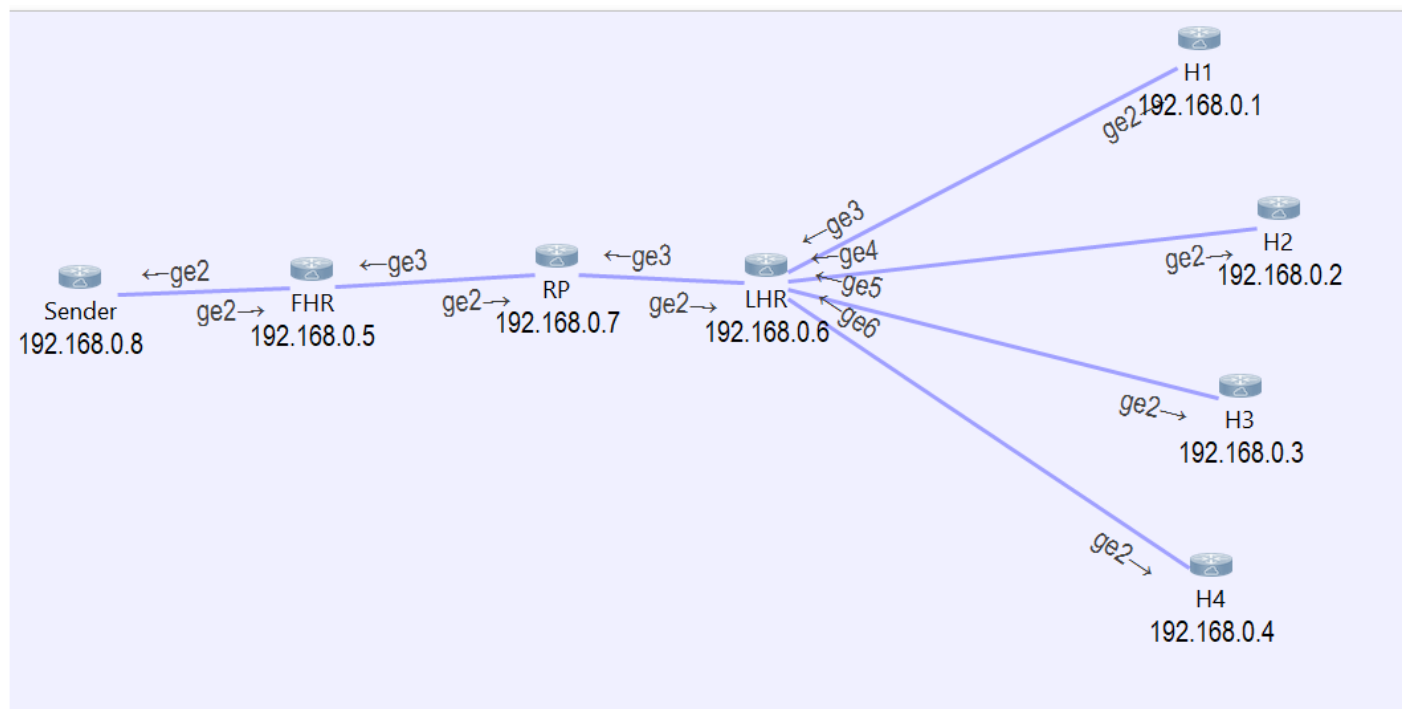 H1
192.168.0.1
ge2→
←ge3
H2
192.168.0.2
ge2→
←ge4
←ge5
←ge6
←ge2
Sender
192.168.0.8
ge2→
FHR
192.168.0.5
←ge3
ge2→
RP
192.168.0.7
←ge3
ge2→
LHR
192.168.0.6
ge2→
H3
192.168.0.3
ge2→
H4
192.168.0.4